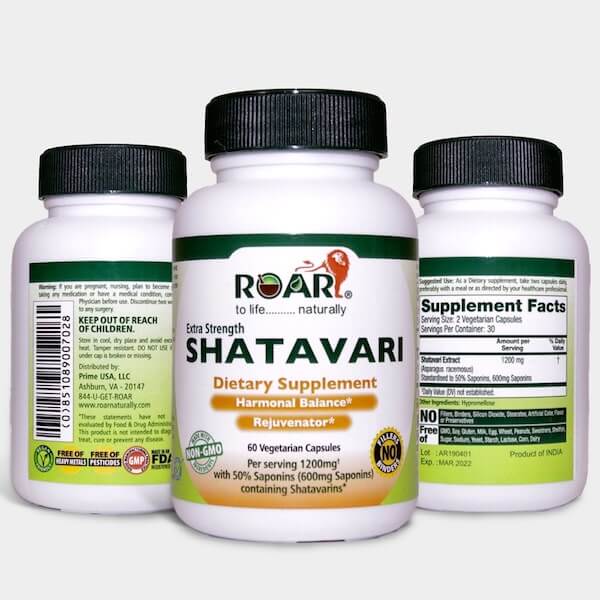 Warning: If you are pregnant, nursing, plan to become
taking any medication or have a medical condition,
Physician before use. Discontinue two
to any surgery.
KEEP OUT OF REACH
OF CHILDREN.
Store in cool, dry place and avoid
heat. Tamper resistant. DO NOT USE
under cap is broken or missing.
Distributed by:
Prime USA, LLC
Ashburn, VA - 20147
844-U-GET-ROAR
www.roarnaturally.com
*These statements have not
evaluated by Food & Drug
This product is not intended to
treat, cure or prevent any disease.
(0)851089007028
FREE OF
HEAVY METALS
FREE OF
PESTICIDES
GMP
FDA
ROAR®
to life.......... naturally
Extra Strength
SHATAVARI
Dietary Supplement
Harmonal Balance*
Rejuvenator*
60 Vegetarian Capsules
Per serving 1200mg†
with 50% Saponins (600mg Saponins)
containing Shatavarins*
MADE WITH
NON-GMO
FILLERS
NO
BINDERS
Suggested Use: As a Dietary supplement, take two capsules daily
preferably with a meal or as directed by your healthcare professional.
Supplement Facts
Serving Size: 2 Vegetarian Capsules
Servings Per Container: 30
Amount per Serving
% Daily Value
Shatavari Extract 1200 mg †
(Asparagus racemosus)
Standardised to 50% Saponins, 600mg Saponins
*Daily Value (DV) not established.
Other Ingredients: Hypromellose
NO Fillers, Binders, Silicon Dioxide, Stearates, Artificial Color, Flavor
or Preservatives
Free of GMO, Soy, Gluten, Milk, Egg, Wheat, Peanuts, Sweeteners, Shellfish,
Sugar, Sodium, Yeast, Starch, Lactose, Corn, Dairy
Lot : AR190401
Exp.: MAR 2022
Product of INDIA